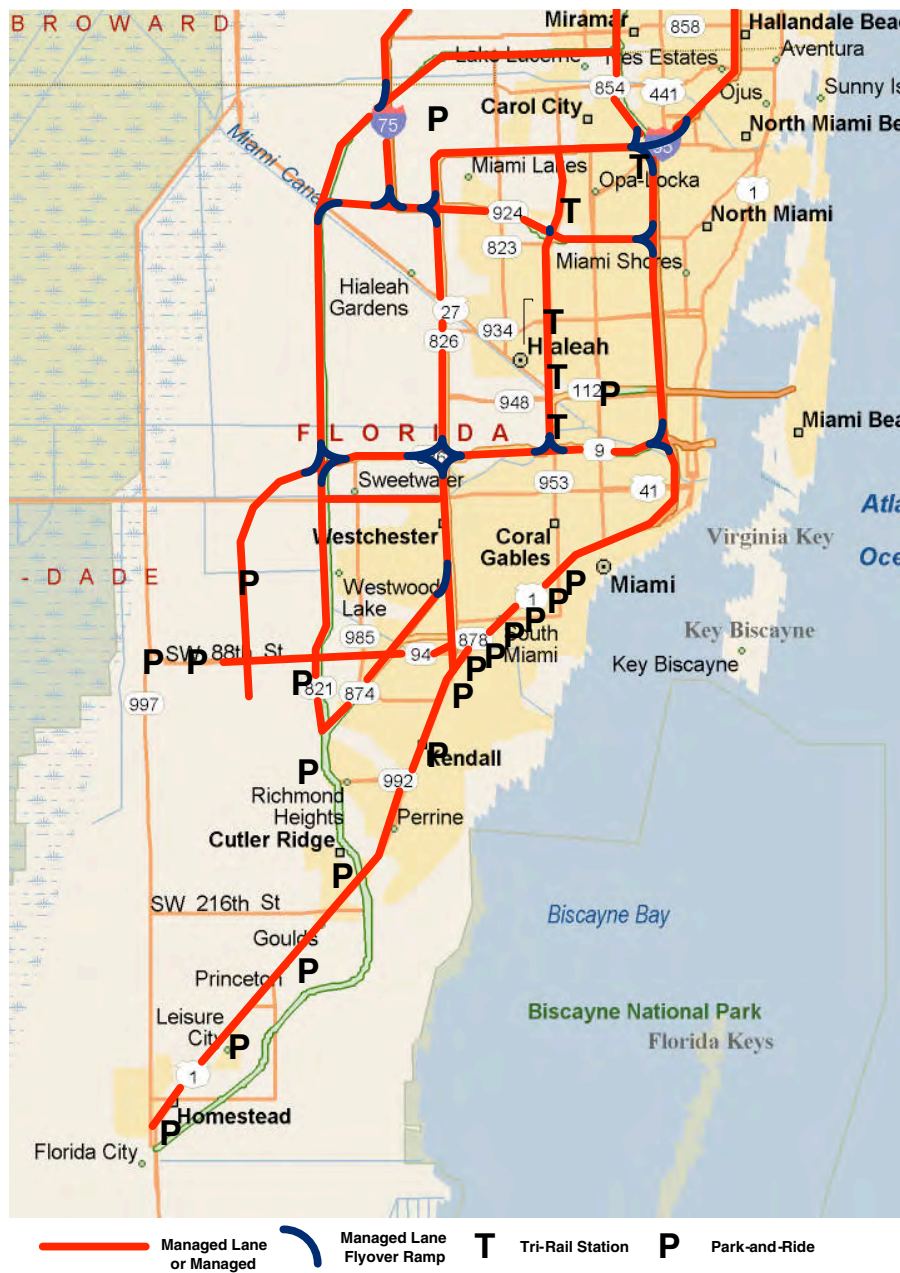 BROWARD
Miramar
858
Hallandale Bea
Lake Lucerne
Ives Estates
Aventura
854
441
Ojus
Sunny Is
Carol City
75
P
North Miami Be
95
Miami Canal
Miami Lakes
T
Opa-Locka
1
924
T
North Miami
823
Miami Shores
Hialeah
Gardens
27
934
T
826
Hialeah
T
948
112
P
FLORIDA
T
Miami Bea
9
Sweetwater
953
41
Atla
Westchester
Coral
Gables
Virginia Key
Oce
-DADE
P
Westwood
Lake
P
Miami
1
P
P
985
878
P
South
Miami
Key Biscayne
P
P
SW 88th St
94
P
P
Key Biscayne
P
821
874
P
997
P
Kendall
P
992
Richmond
Heights
Perrine
Cutler Ridge
P
SW 216th St
Biscayne Bay
Goulds
P
Princeton
Biscayne National Park
Leisure
City
P
Florida Keys
1
Homestead
P
Florida City
Managed Lane
or Managed
Managed Lane
Flyover Ramp
T Tri-Rail Station
P Park-and-Ride